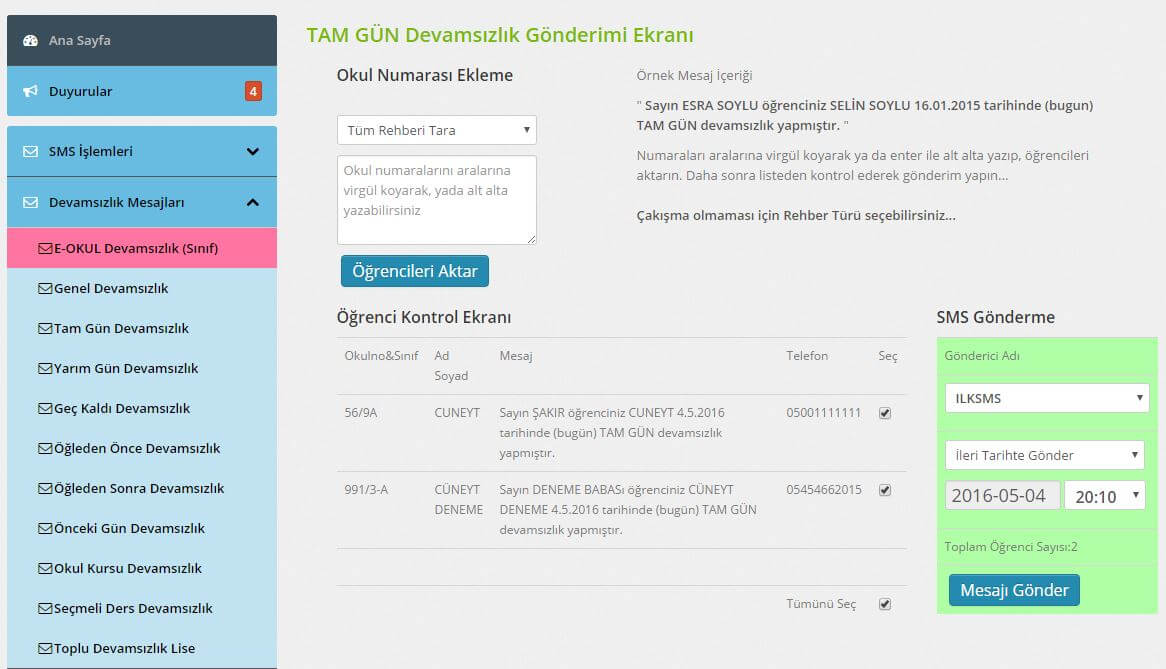 Ana Sayfa
Duyurular 4
SMS İşlemleri
Devamsızlık Mesajları
E-OKUL Devamsızlık (Sınıf)
Genel Devamsızlık
Tam Gün Devamsızlık
Yarım Gün Devamsızlık
Geç Kaldı Devamsızlık
Öğleden Önce Devamsızlık
Öğleden Sonra Devamsızlık
Önceki Gün Devamsızlık
Okul Kursu Devamsızlık
Seçmeli Ders Devamsızlık
Toplu Devamsızlık Lise
TAM GÜN Devamsızlık Gönderimi Ekranı
Okul Numarası Ekleme
Tüm Rehberi Tara
Okul numaralarını aralarına
virgül koyarak, yada alt alta
yazabilirsiniz
Öğrencileri Aktar
Örnek Mesaj İçeriği
" Sayın ESRA SOYLU öğrenciniz SELİN SOYLU 16.01.2015 tarihinde (bugun)
TAM GÜN devamsızlık yapmıştır. "
Numaraları aralarına virgül koyarak ya da enter ile alt alta yazıp, öğrencileri
aktarın. Daha sonra listeden kontrol ederek gönderim yapın...
Çakışma olmaması için Rehber Türü seçebilirsiniz...
Öğrenci Kontrol Ekranı
Okulno&Sınıf Ad Mesaj Telefon Seç
Soyad
56/9A CUNEYT Sayın ŞAKIR öğrenciniz CUNEYT 4.5.2016 05001111111
tarihinde (bugün) TAM GÜN devamsızlık
yapmıştır.
991/3-A CÜNEYT Sayın DENEME BABASı öğrenciniz CÜNEYT 05454662015
DENEME DENEME 4.5.2016 tarihinde (bugün) TAM GÜN
devamsızlık yapmıştır.
Tümünü Seç
SMS Gönderme
Gönderici Adı
ILKSMS
İleri Tarihte Gönder
2016-05-04 20:10
Toplam Öğrenci Sayısı:2
Mesajı Gönder